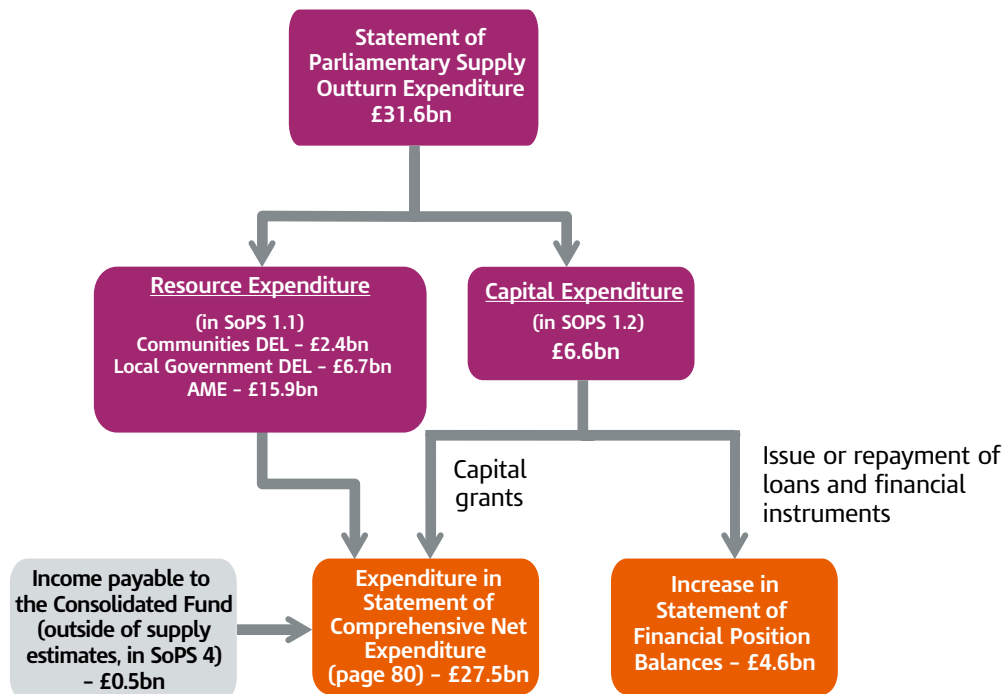 Statement of
Parliamentary Supply
Outturn Expenditure
£31.6bn
Resource Expenditure
(in SoPS 1.1)
Communities DEL – £2.4bn
Local Government DEL – £6.7bn
AME – £15.9bn
Capital Expenditure
(in SOPS 1.2)
£6.6bn
Capital
grants
Issue or repayment of
loans and financial
instruments
Income payable to
the Consolidated Fund
(outside of supply
estimates, in SoPS 4)
– £0.5bn
Expenditure in
Statement of
Comprehensive Net
Expenditure
(page 80) – £27.5bn
Increase in
Statement of
Financial Position
Balances – £4.6bn